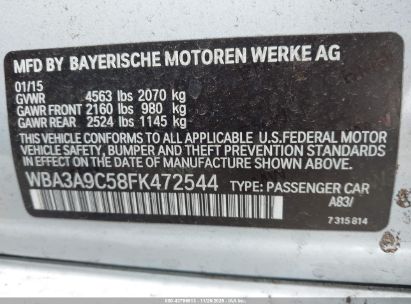 MFD BY BAYERISCHE MOTOREN WERKE AG
01/15
GVWR 4563 lbs 2070 kg
GAWR FRONT 2160 lbs 980 kg
GAWR REAR 2524 lbs 1145 kg
THIS VEHICLE CONFORMS TO ALL APPLICABLE U.S. FEDERAL MOTOR
VEHICLE SAFETY, BUMPER, AND THEFT PREVENTION STANDARDS
IN EFFECT ON THE DATE OF MANUFACTURE SHOWN ABOVE.
WBA3A9C58FK472544 TYPE: PASSENGER CAR
A83/
7 315 814